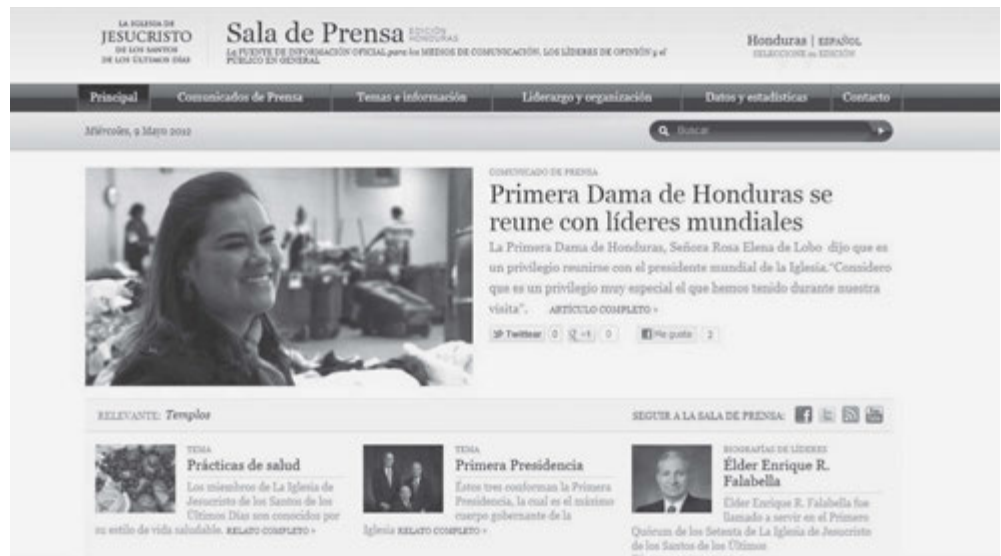 LA IGLESIA DE
JESUCRISTO
DE LOS SANTOS
DE LOS ÚLTIMOS DÍAS
Sala de Prensa EDICIÓN
HONDURAS
La FUENTE DE INFORMACIÓN OFICIAL para los MEDIOS DE COMUNICACIÓN, LOS LÍDERES DE OPINIÓN y el
PÚBLICO EN GENERAL
Honduras | ESPAÑOL
SELECCIONE su EDICIÓN
Principal Comunicados de Prensa Temas e información Liderazgo y organización Datos y estadísticas Contacto
Miércoles, 9 Mayo 2012
Buscar
COMUNICADO DE PRENSA
Primera Dama de Honduras se
reune con líderes mundiales
La Primera Dama de Honduras, Señora Rosa Elena de Lobo dijo que es
un privilegio reunirse con el presidente mundial de la Iglesia."Considero
que es un privilegio muy especial el que hemos tenido durante nuestra
visita". ARTÍCULO COMPLETO »
Twittear 0 +1 0 Me gusta 2
RELEVANTE: Templos
SEGUIR A LA SALA DE PRENSA:
TEMA
Prácticas de salud
Los miembros de La Iglesia de
Jesucristo de los Santos de los
Últimos Días son conocidos por
su estilo de vida saludable. RELATO COMPLETO »
TEMA
Primera Presidencia
Estos tres conforman la Primera
Presidencia, la cual es el máximo
cuerpo gobernante de la
Iglesia RELATO COMPLETO »
BIOGRAFÍAS DE LÍDERES
Élder Enrique R.
Falabella
Élder Enrique R. Falabella fue
llamado a servir en el Primero
Quórum de los Setenta de La Iglesia de Jesucristo
de los Santos de los Últimos